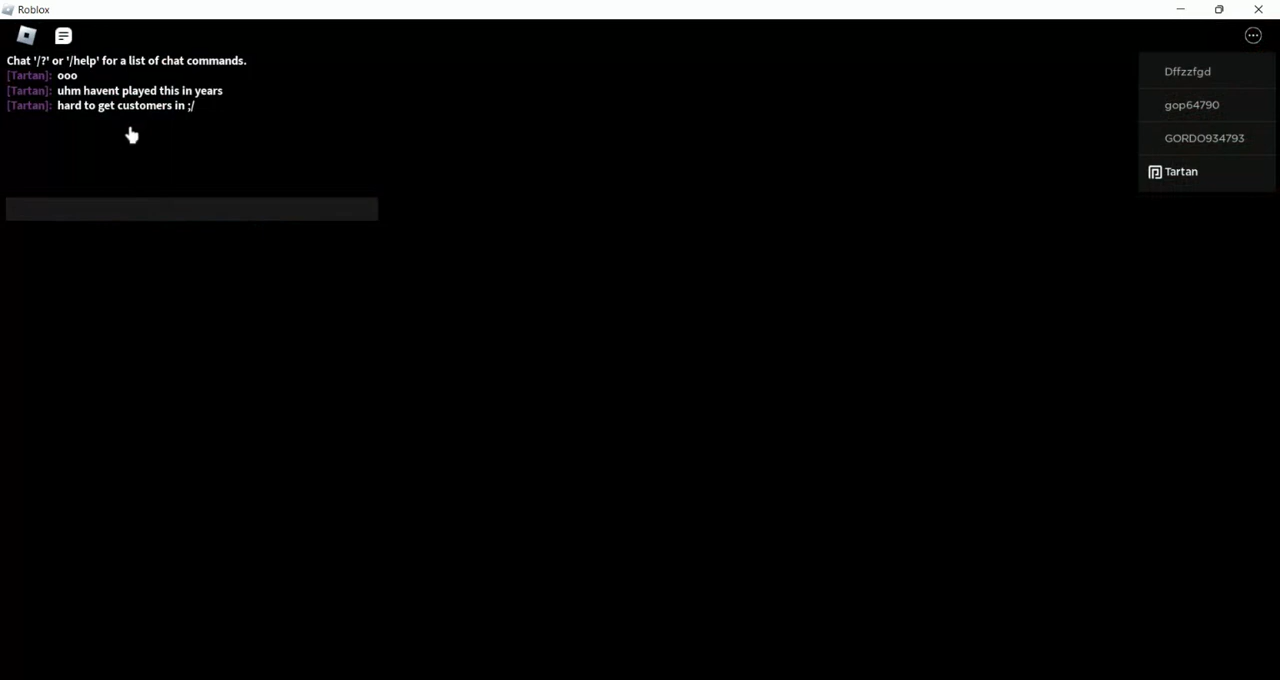 Roblox
Chat '/?' or '/help' for a list of chat commands.
[Tartan]: ooo
[Tartan]: uhm havent played this in years
[Tartan]: hard to get customers in ;/
Dffzzfgd
gop64790
GORDO934793
Tartan